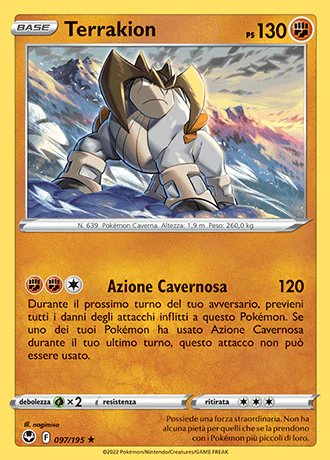 BASE Terrakion PS 130
N. 639 Pokémon Caverna Altezza: 1,9 m Peso: 260,0 kg
Azione Cavernosa 120
Durante il prossimo turno del tuo avversario, previeni
tutti i danni degli attacchi inflitti a questo Pokémon. Se
uno dei tuoi Pokémon ha usato Azione Cavernosa
durante il tuo ultimo turno, questo attacco non può
essere usato.
debolezza ×2 resistenza ritirata
Ill. nagimiso
F 097/195 ★
Possiede una forza straordinaria. Non ha
alcuna pietà per quelli che se la prendono
con i Pokémon più piccoli di loro.
©2022 Pokémon/Nintendo/Creatures/GAME FREAK